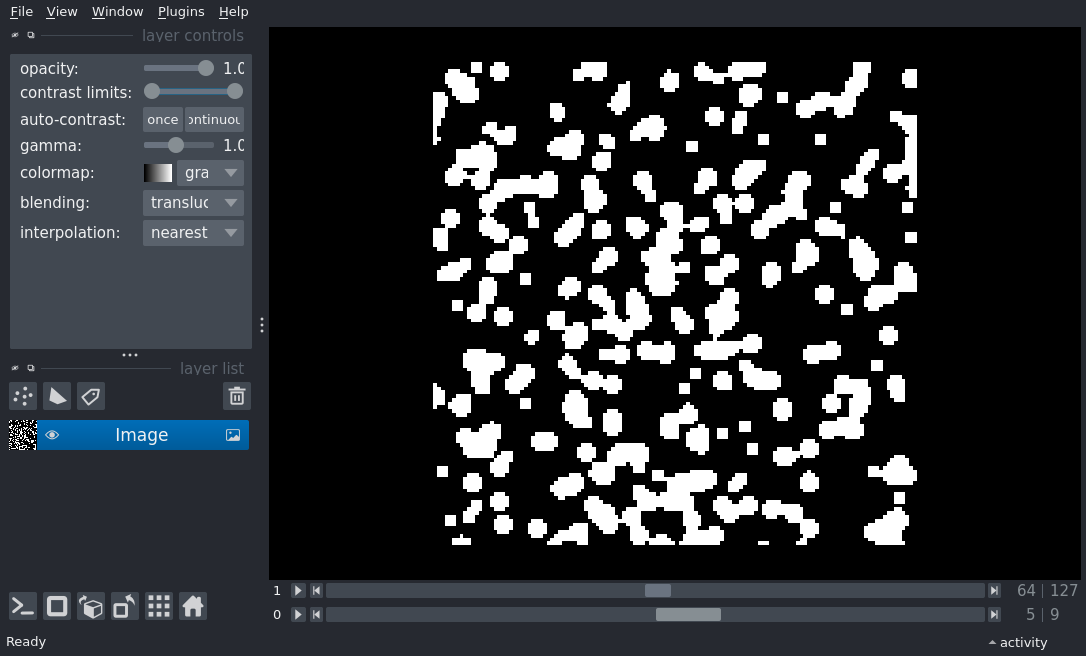 File View Window Plugins Help
layer controls
opacity: 1.0
contrast limits:
auto-contrast: once ontinuou
gamma: 1.0
colormap: gra
blending: transluc
interpolation: nearest
layer list
Image
1 64 | 127
0 5 | 9
Ready activity